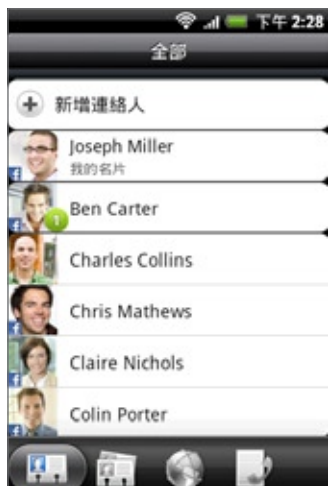 下午 2:28
全部
新增連絡人
Joseph Miller
我的名片
Ben Carter
1
Charles Collins
Chris Mathews
Claire Nichols
Colin Porter